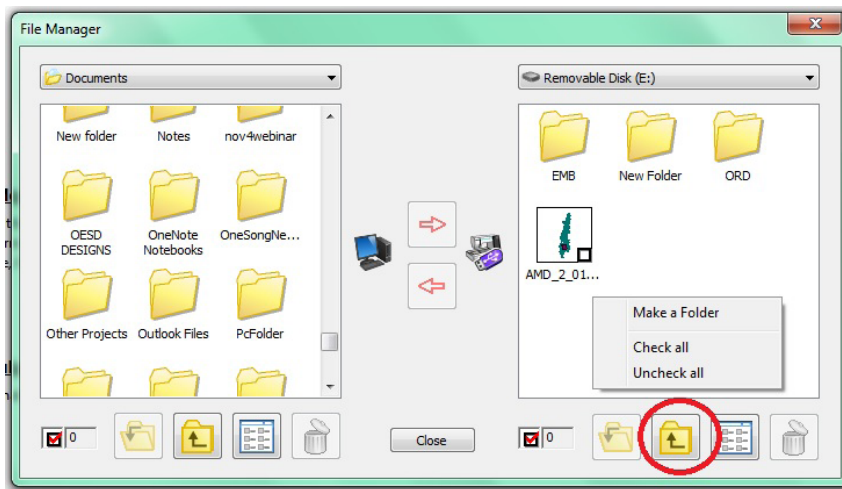 File Manager
Documents
New folder Notes nov4webinar
OESD DESIGNS OneNote Notebooks OneSongNe...
Other Projects Outlook Files PcFolder
0
Close
Removable Disk (E:)
EMB New Folder ORD
AMD_2_01...
Make a Folder
Check all
Uncheck all
0